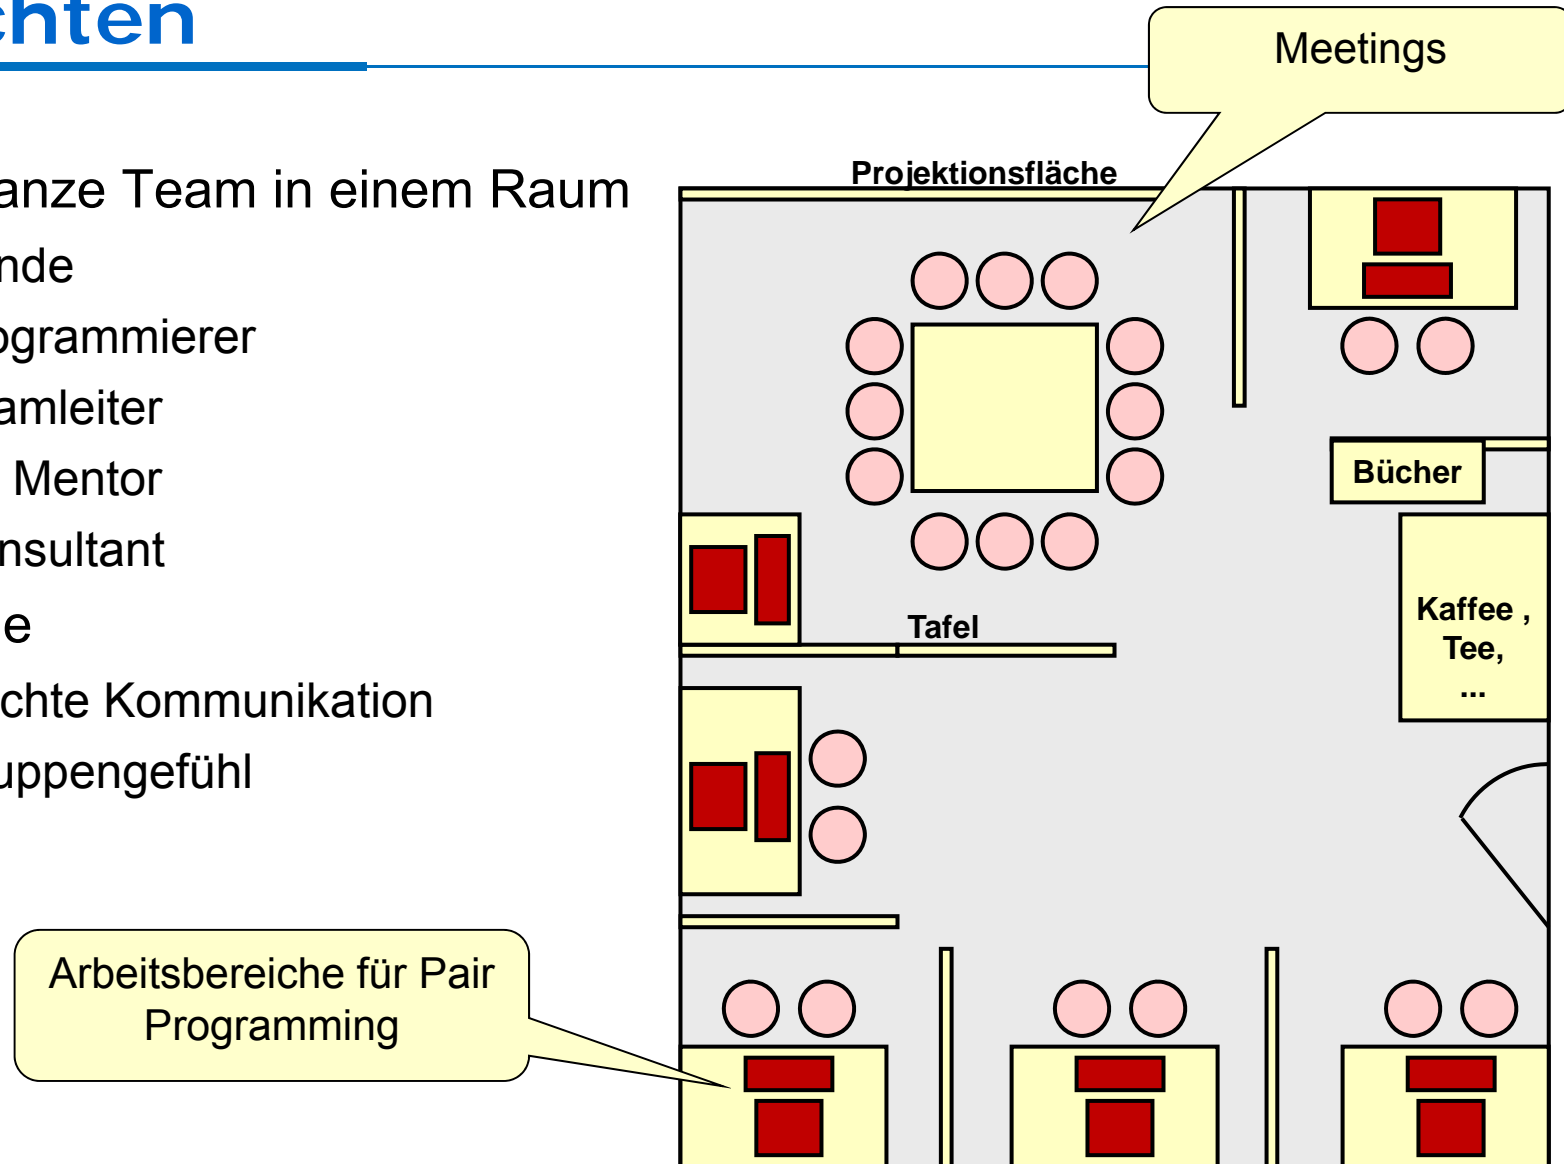 chten
Meetings
anze Team in einem Raum
nde
ogrammierer
amleiter
Mentor
nsultant
e
chte Kommunikation
uppengefühl
Projektionsfläche
Bücher
Kaffee ,
Tee,
...
Tafel
Arbeitsbereiche für Pair
Programming